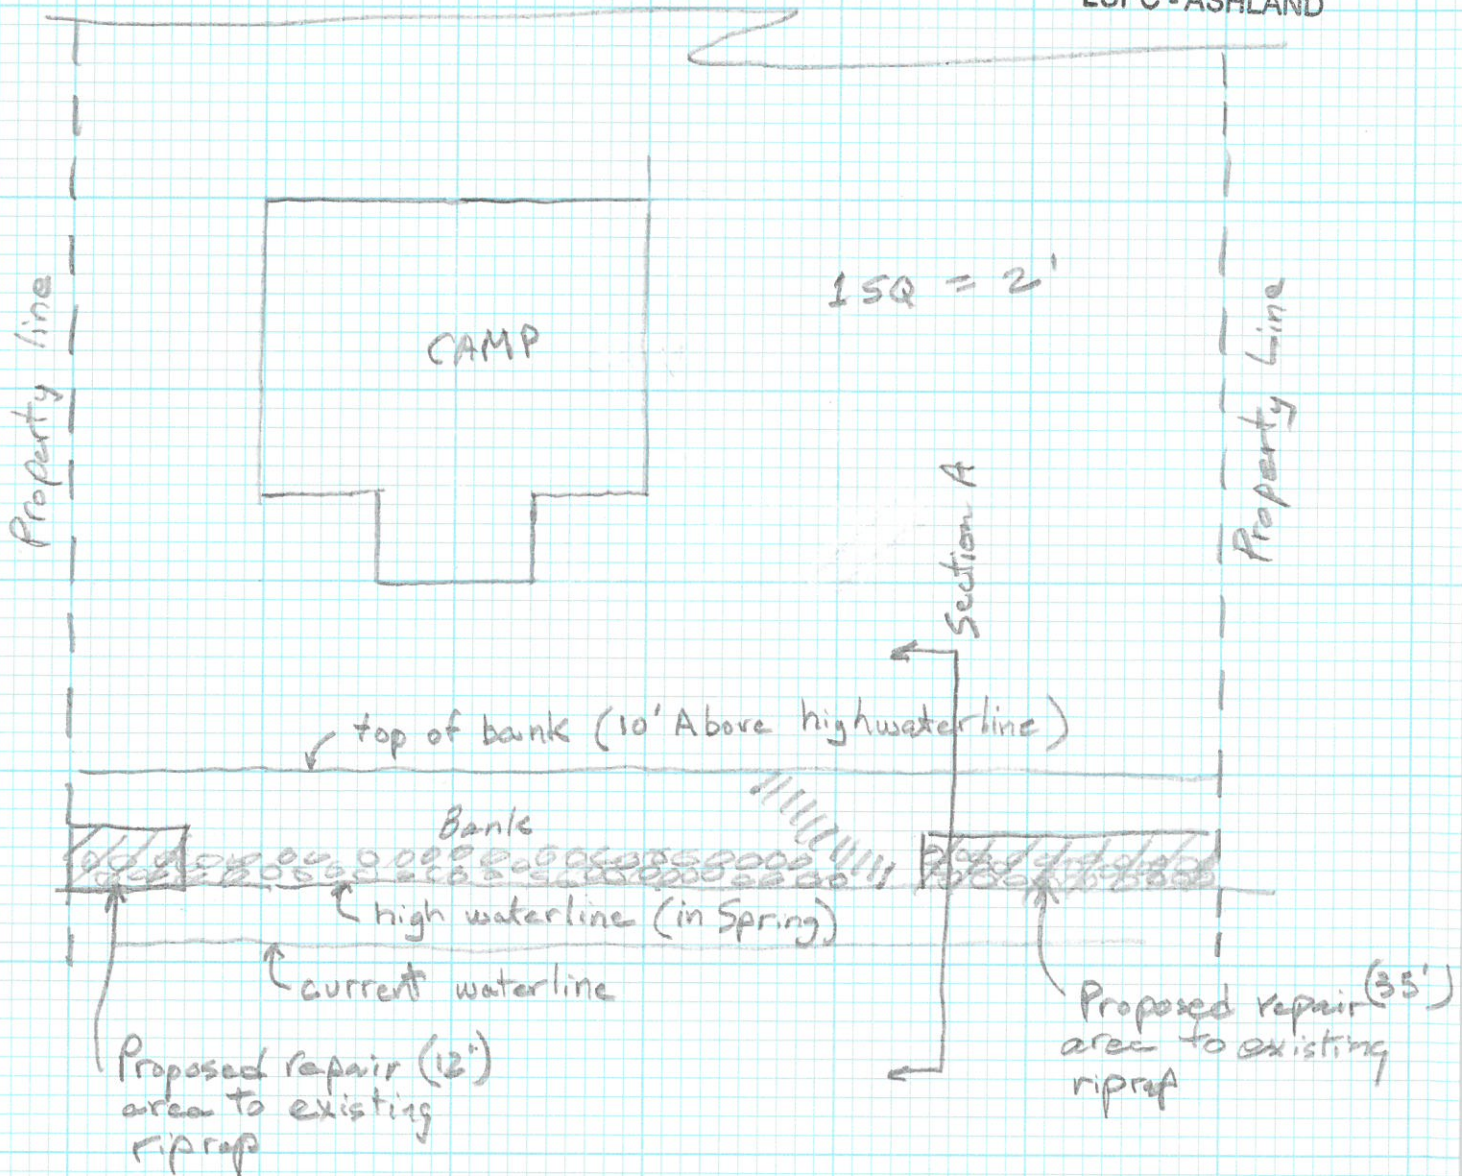 ASHLAND
1 SQ = 2'
CAMP
Property line
Property Line
Section A
top of bank (10' Above highwaterline)
Bank
high waterline (in Spring)
current waterline
Proposed repair (12')
area to existing
riprap
Proposed repair (35')
area to existing
riprap